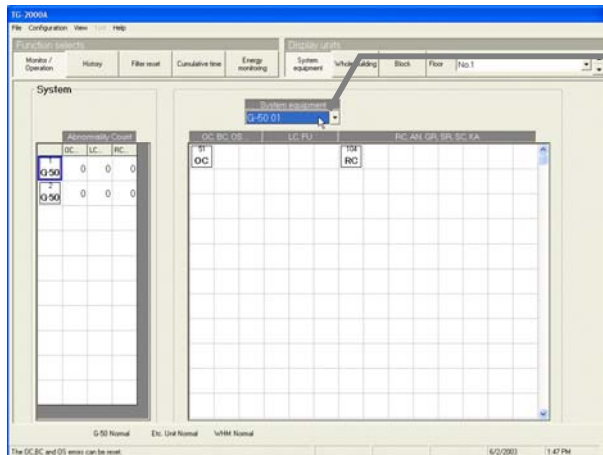 TG-2000A
File Configuration View Help
Function selects
Display units
Monitor / Operation
History
Filter reset
Cumulative time
Energy monitoring
System equipment
Whole building
Block
Floor
No.1
System
System equipment
G-50 01
Abnormality Count
OC... LC... RC...
1
G-50 0 0 0
2
G-50 0 0 0
OC, BC, OS... LC, FU RC, AN, GR, SR, SC, KA
51
OC
104
RC
G-50 Normal Etc. Unit Normal WHM Normal
The OC,BC and OS errors can be reset. 6/2/2003 1:47 PM